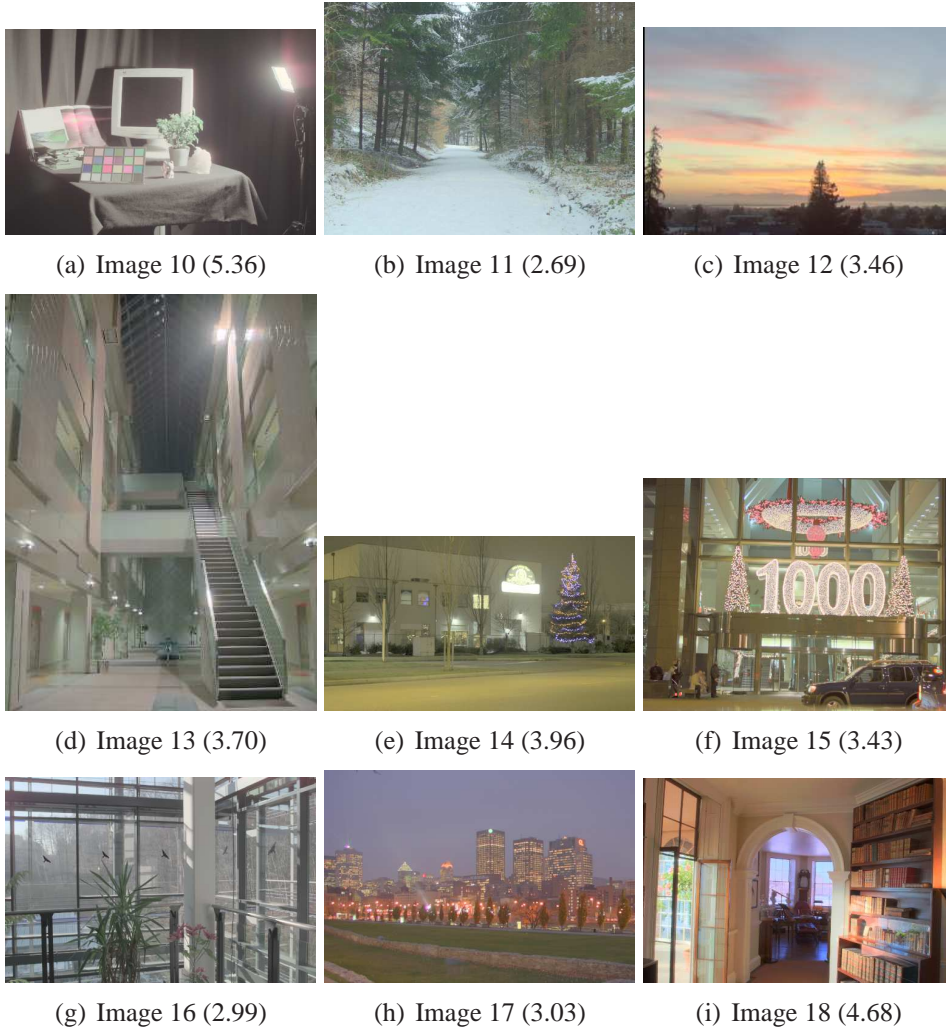 (a) Image 10 (5.36)
(b) Image 11 (2.69)
(c) Image 12 (3.46)
(d) Image 13 (3.70)
(e) Image 14 (3.96)
1000
(f) Image 15 (3.43)
(g) Image 16 (2.99)
(h) Image 17 (3.03)
(i) Image 18 (4.68)